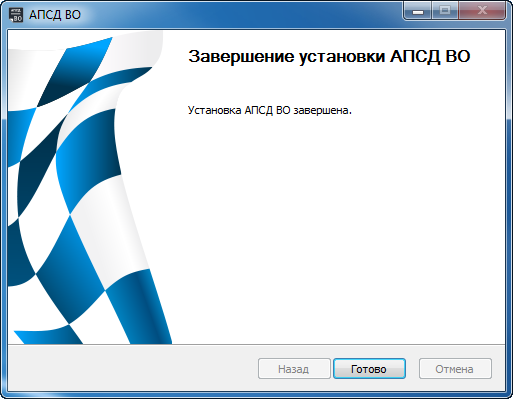 АПСД ВО
Завершение установки АПСД ВО
Установка АПСД ВО завершена.
Назад
Готово
Отмена